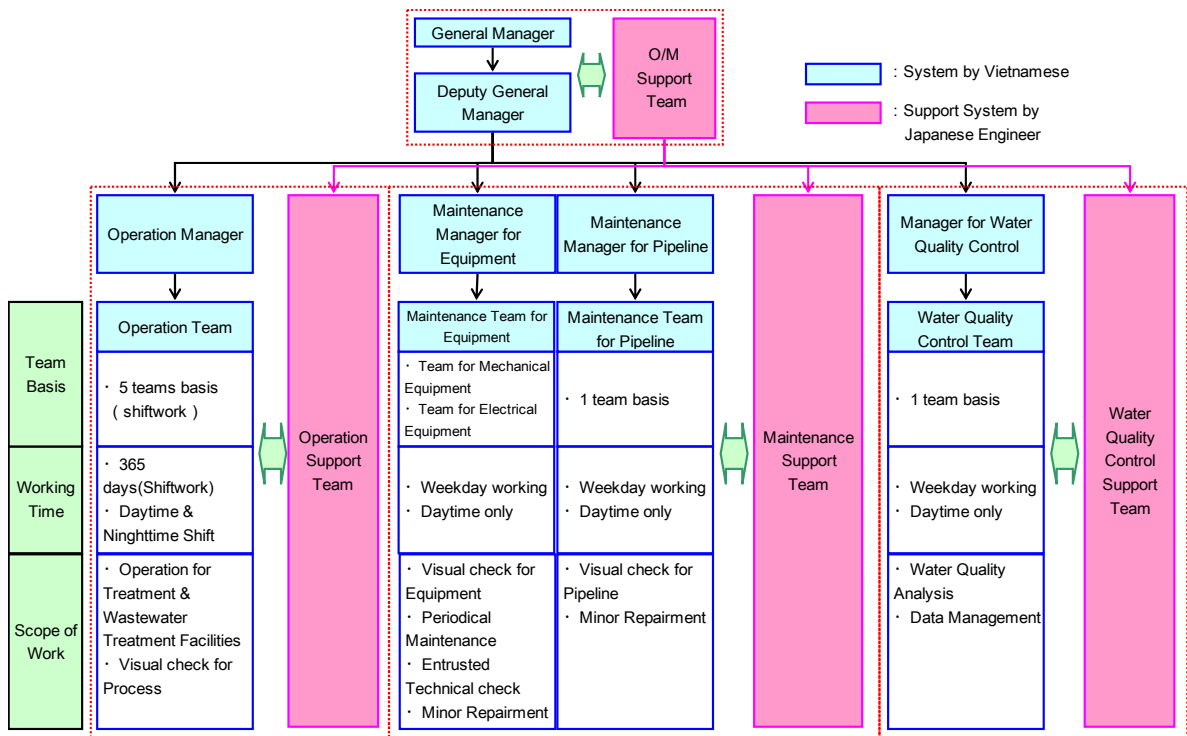 General Manager
Deputy General
Manager
O/M
Support
Team
: System by Vietnamese
: Support System by
Japanese Engineer
Operation Manager
Maintenance
Manager for
Equipment
Maintenance
Manager for Pipeline
Manager for Water
Quality Control
Operation Team
Maintenance Team for
Equipment
Maintenance Team
for Pipeline
Water Quality
Control Team
Team
Basis
・ 5 teams basis
( shiftwork )
・ Team for Mechanical
Equipment
・ Team for Electrical
Equipment
・ 1 team basis
・ 1 team basis
Operation
Support
Team
Maintenance
Support
Team
Water
Quality
Control
Support
Team
Working
Time
・ 365
days(Shiftwork)
・ Daytime &
Ninghttime Shift
・ Weekday working
・ Daytime only
・ Weekday working
・ Daytime only
・ Weekday working
・ Daytime only
Scope of
Work
・ Operation for
Treatment &
Wastewater
Treatment Facilities
・ Visual check for
Process
・ Visual check for
Equipment
・ Periodical
Maintenance
・ Entrusted
Technical check
・ Minor Repairment
・ Visual check for
Pipeline
・ Minor Repairment
・ Water Quality
Analysis
・ Data Management